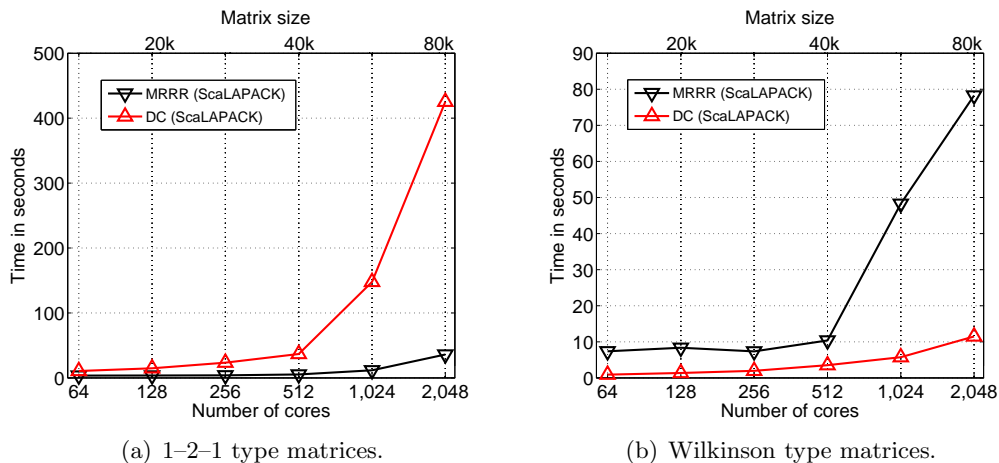 Matrix size
20k 40k 80k
500
400
300
200
100
0
Time in seconds
MRRR (ScaLAPACK)
DC (ScaLAPACK)
64 128 256 512 1,024 2,048
Number of cores
(a) 1–2–1 type matrices.
Matrix size
20k 40k 80k
90
80
70
60
50
40
30
20
10
0
Time in seconds
MRRR (ScaLAPACK)
DC (ScaLAPACK)
64 128 256 512 1,024 2,048
Number of cores
(b) Wilkinson type matrices.